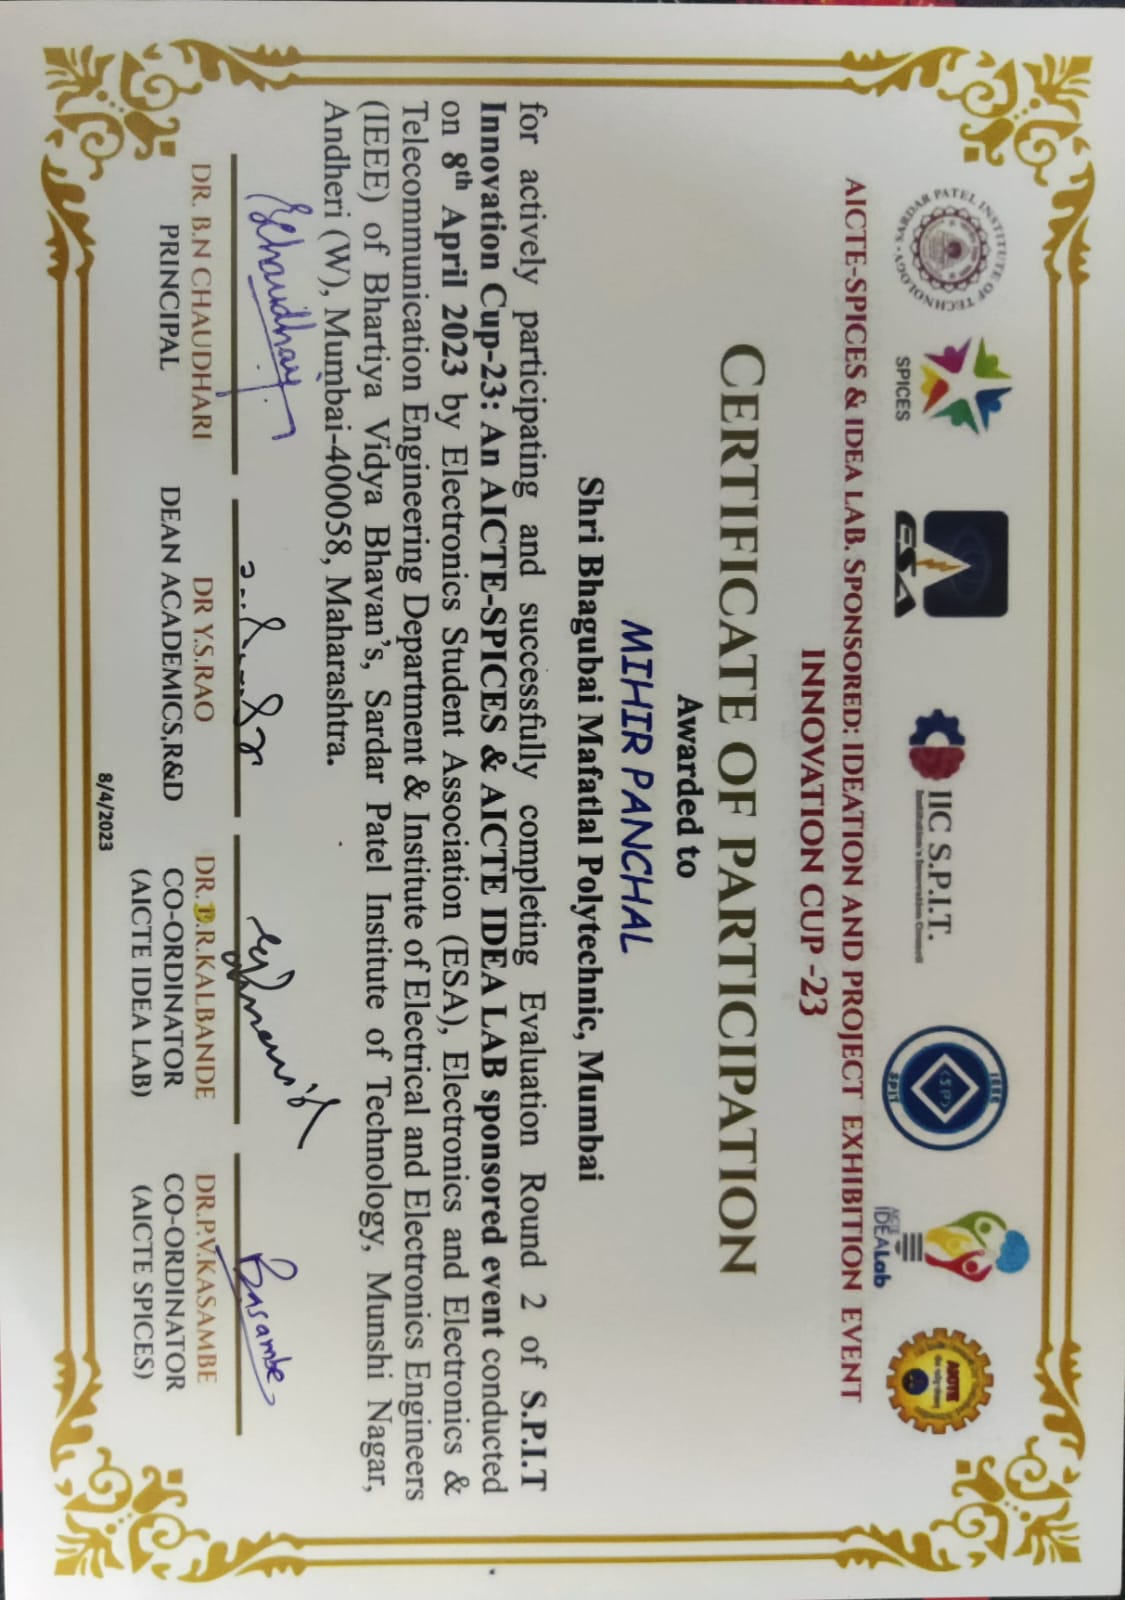 SARDAR PATEL INSTITUTE OF TECHNOLOGY
SPICES
ESA
IIC S.P.I.T.
Institution's Innovation Council
IEEE
SP
SPIT
AICTE
IDEALab
AICTE
AICTE-SPICES & IDEA LAB. SPONSORED: IDEATION AND PROJECT EXHIBITION EVENT
INNOVATION CUP -23
CERTIFICATE OF PARTICIPATION
Awarded to
MIHIR PANCHAL
Shri Bhagubai Mafatlal Polytechnic, Mumbai
for actively participating and successfully completing Evaluation Round 2 of S.P.I.T
Innovation Cup-23: An AICTE-SPICES & AICTE IDEA LAB sponsored event conducted
on 8th April 2023 by Electronics Student Association (ESA), Electronics and Electronics &
Telecommunication Engineering Department & Institute of Electrical and Electronics Engineers
(IEEE) of Bhartiya Vidya Bhavan's, Sardar Patel Institute of Technology, Munshi Nagar,
Andheri (W), Mumbai-400058, Maharashtra.
DR. B.N CHAUDHARI
PRINCIPAL
DR Y.S.RAO
DEAN ACADEMICS,R&D
DR. D.R.KALBANDE
CO-ORDINATOR
(AICTE IDEA LAB)
DR.P.V.KASAMBE
CO-ORDINATOR
(AICTE SPICES)
8/4/2023